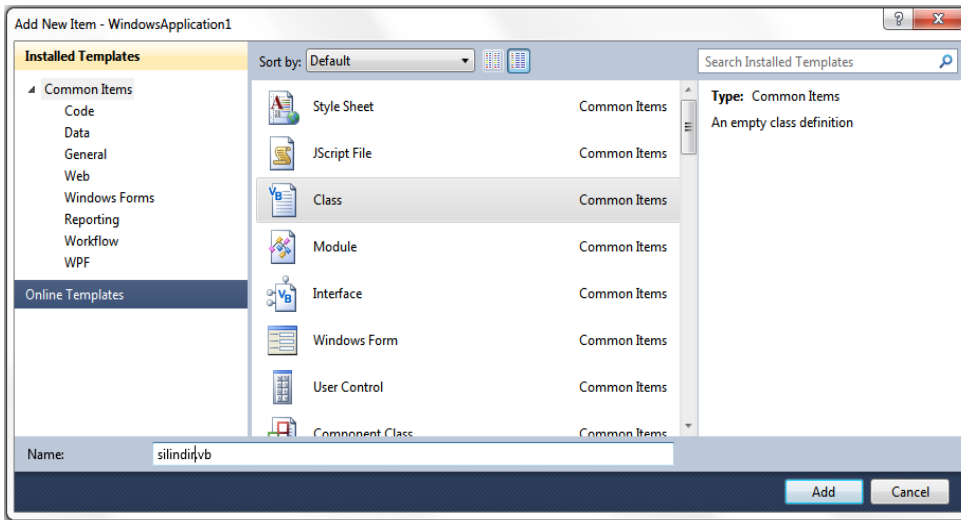 Add New Item - WindowsApplication1
Installed Templates
Common Items
Code
Data
General
Web
Windows Forms
Reporting
Workflow
WPF
Online Templates
Sort by: Default
Style Sheet Common Items
JScript File Common Items
Class Common Items
Module Common Items
Interface Common Items
Windows Form Common Items
User Control Common Items
Component Class Common Items
Search Installed Templates
Type: Common Items
An empty class definition
Name: silindir.vb
Add Cancel